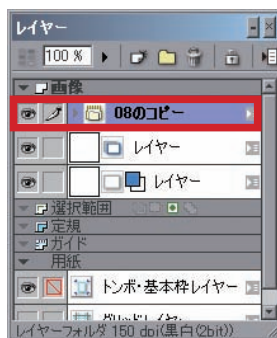 レイヤー
100 %
画像
08のコピー
レイヤー
レイヤー
選択範囲
定規
ガイド
用紙
トンボ・基本枠レイヤー
レイヤーフォルダ 150 dpi(黒白(2bit))